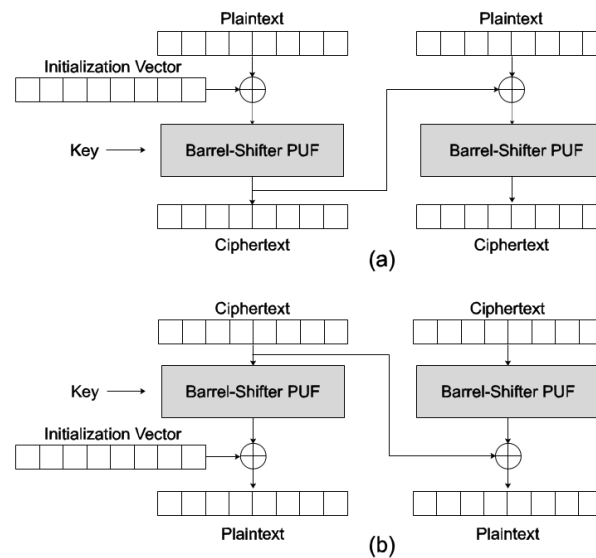 Plaintext
Plaintext
Initialization Vector
Key
Barrel-Shifter PUF
Barrel-Shifter PUF
Ciphertext
Ciphertext
(a)
Ciphertext
Ciphertext
Key
Barrel-Shifter PUF
Barrel-Shifter PUF
Initialization Vector
Plaintext
Plaintext
(b)